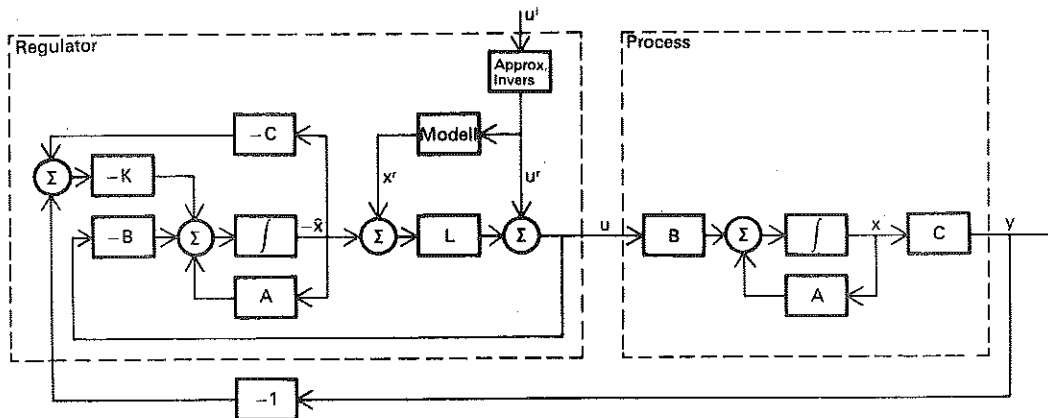 u^i
Regulator
Process
Approx.
Invers
-C
Modell
Σ
-K
x^r
u^r
-B
Σ
∫
-x̂
Σ
L
Σ
u
B
Σ
∫
x
C
y
A
A
-1